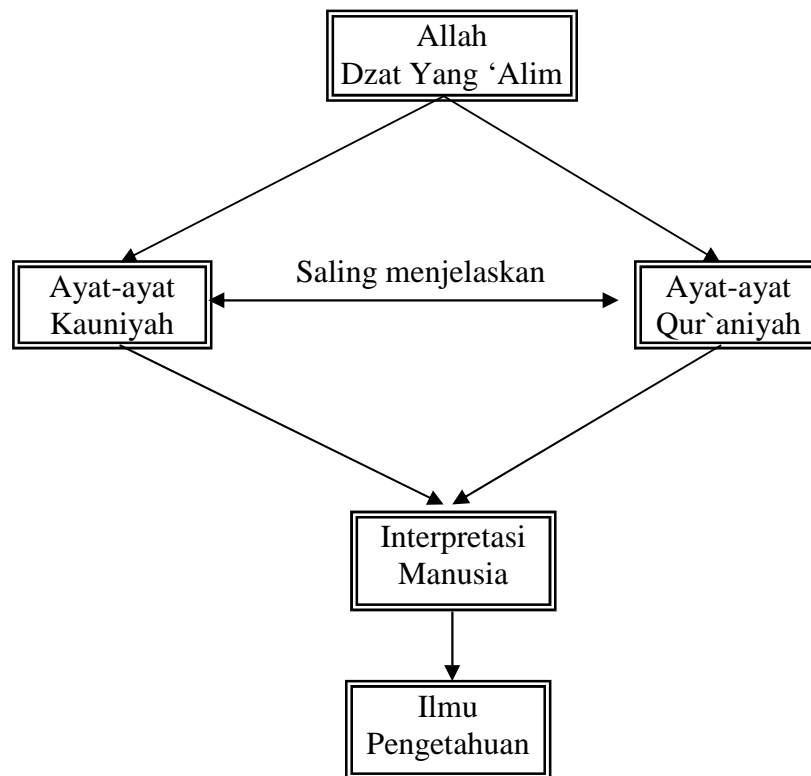 Allah
Dzat Yang ‘Alim
Saling menjelaskan
Ayat-ayat
Kauniyah
Ayat-ayat
Qur`aniyah
Interpretasi
Manusia
Ilmu
Pengetahuan